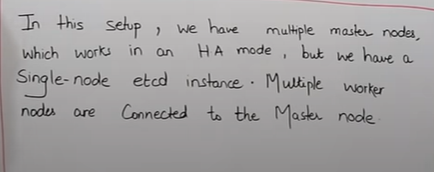 In this setup, we have multiple master nodes,
which works in an HA mode, but we have a
Single-node etcd instance. Multiple worker
nodes are Connected to the Master node.